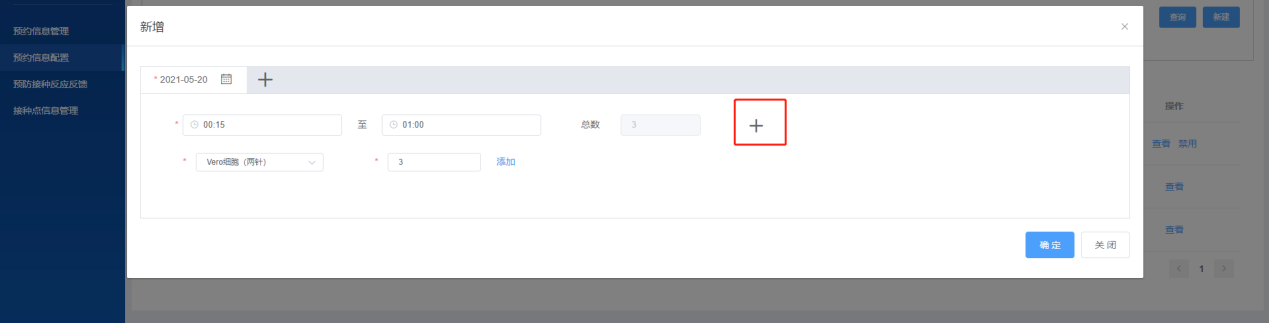 预约信息管理
预约信息配置
预防接种反应反馈
接种点信息管理
新增
查询 新建
* 2021-05-20
* 00:15 至 01:00 总数 3
* Vero细胞（两针） * 3 添加
确定 关闭
操作
查看 禁用
查看
查看
1